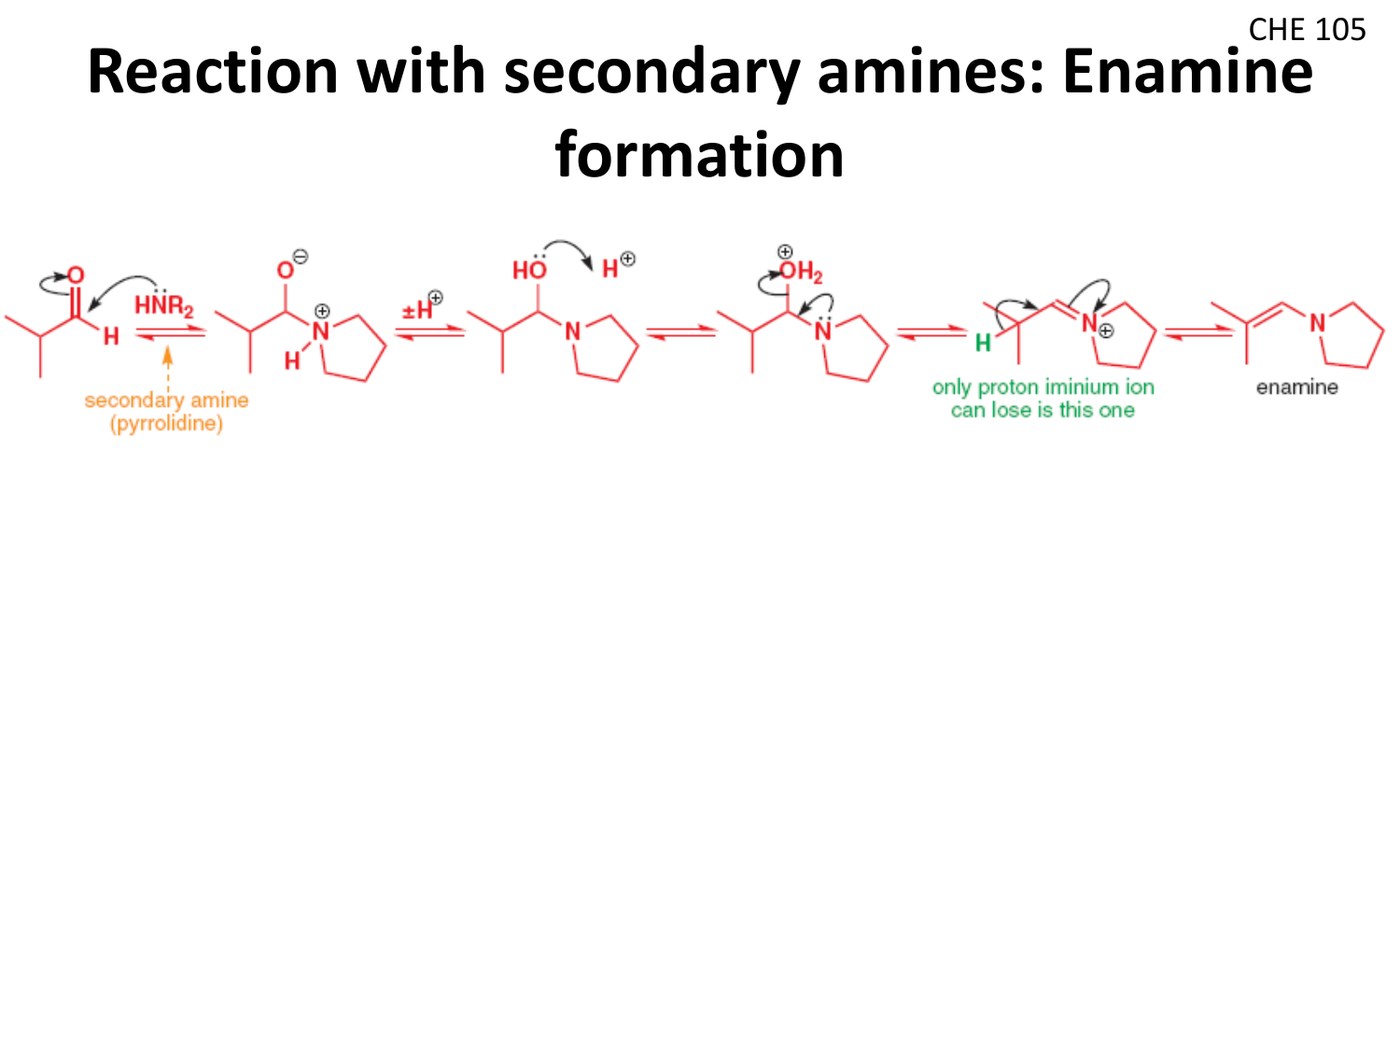 CHE 105
Reaction with secondary amines: Enamine
formation
O
H
HNR₂
secondary amine
(pyrrolidine)
O⊖
⊕
N
H
±H⊕
HO
H⊕
N
⊕
OH₂
N
H
N
⊕
only proton iminium ion
can lose is this one
N
enamine